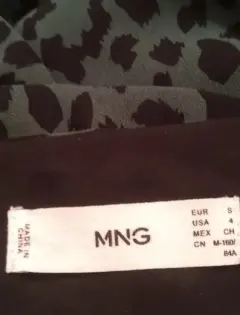 MADE IN
CHINA
MNG
EUR S
USA 4
MEX CH
CN M-160/
84A